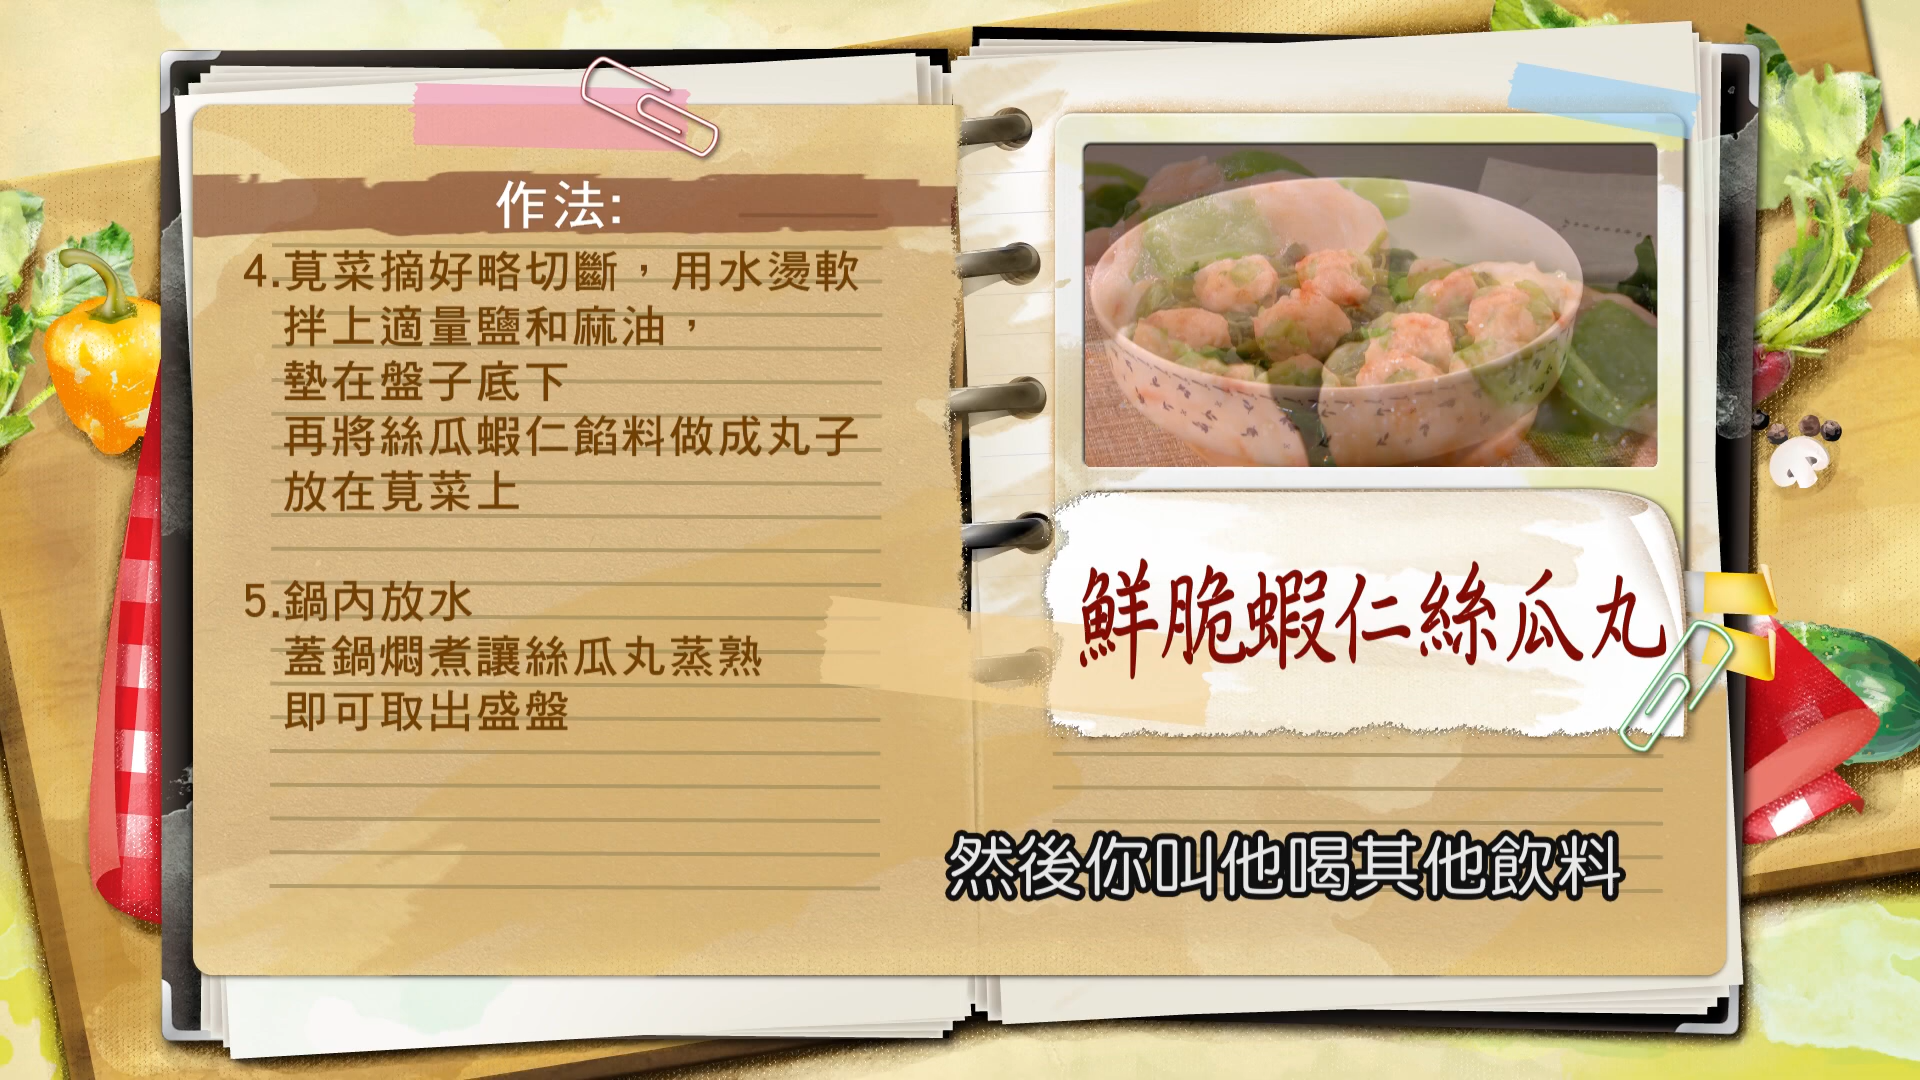 作法:
4.莧菜摘好略切斷，用水燙軟
拌上適量鹽和麻油，
墊在盤子底下
再將絲瓜蝦仁餡料做成丸子
放在莧菜上
5.鍋內放水
蓋鍋燜煮讓絲瓜丸蒸熟
即可取出盛盤
鮮脆蝦仁絲瓜丸
然後你叫他喝其他飲料